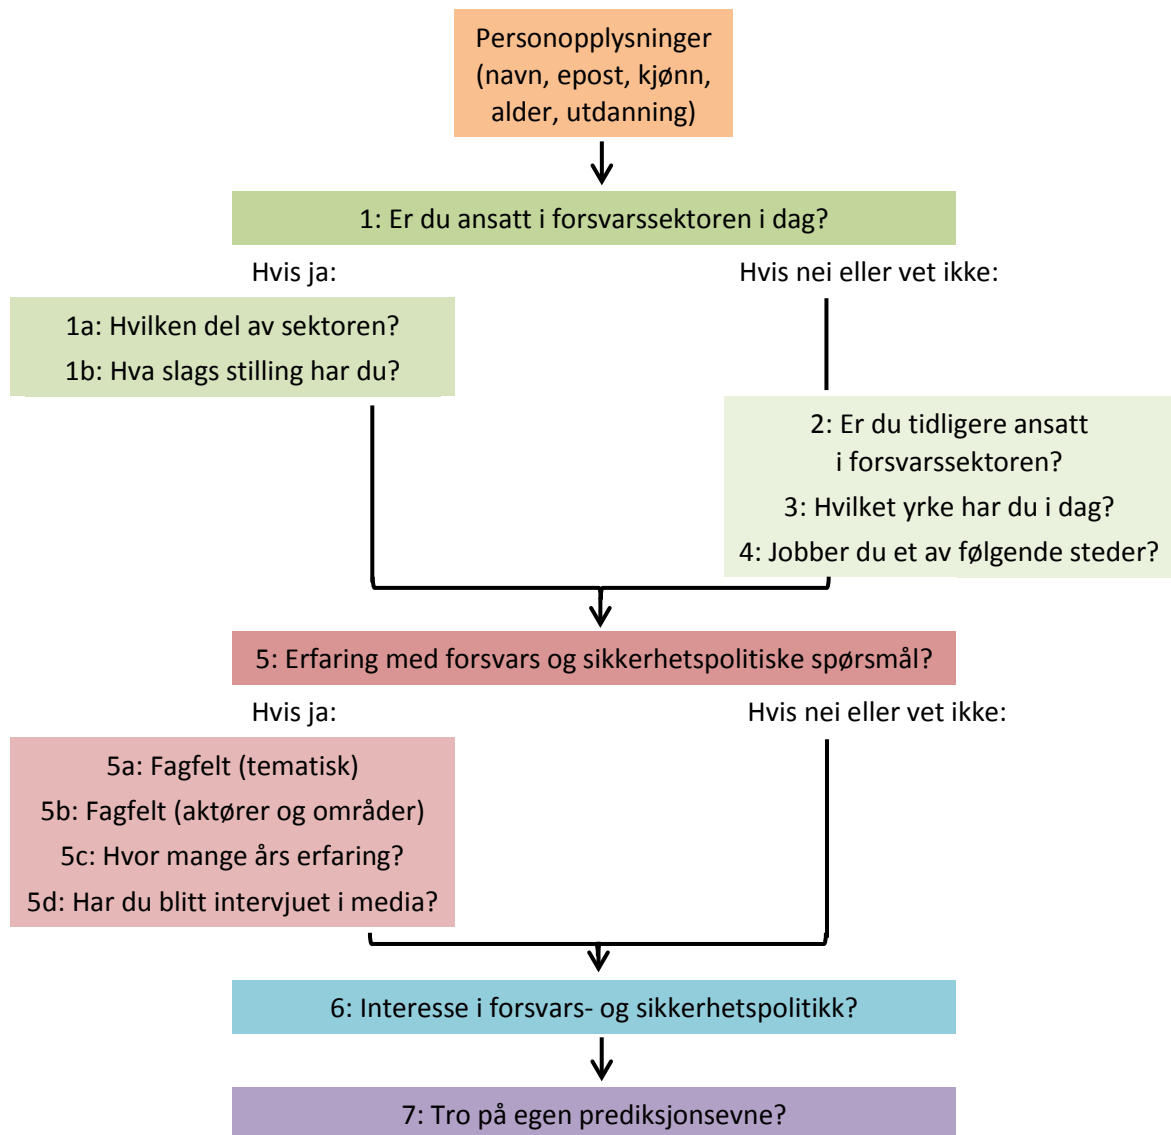 Personopplysninger
(navn, epost, kjønn,
alder, utdanning)
1: Er du ansatt i forsvarssektoren i dag?
Hvis ja:
Hvis nei eller vet ikke:
1a: Hvilken del av sektoren?
1b: Hva slags stilling har du?
2: Er du tidligere ansatt
i forsvarssektoren?
3: Hvilket yrke har du i dag?
4: Jobber du et av følgende steder?
5: Erfaring med forsvars og sikkerhetspolitiske spørsmål?
Hvis ja:
Hvis nei eller vet ikke:
5a: Fagfelt (tematisk)
5b: Fagfelt (aktører og områder)
5c: Hvor mange års erfaring?
5d: Har du blitt intervjuet i media?
6: Interesse i forsvars- og sikkerhetspolitikk?
7: Tro på egen prediksjonsevne?